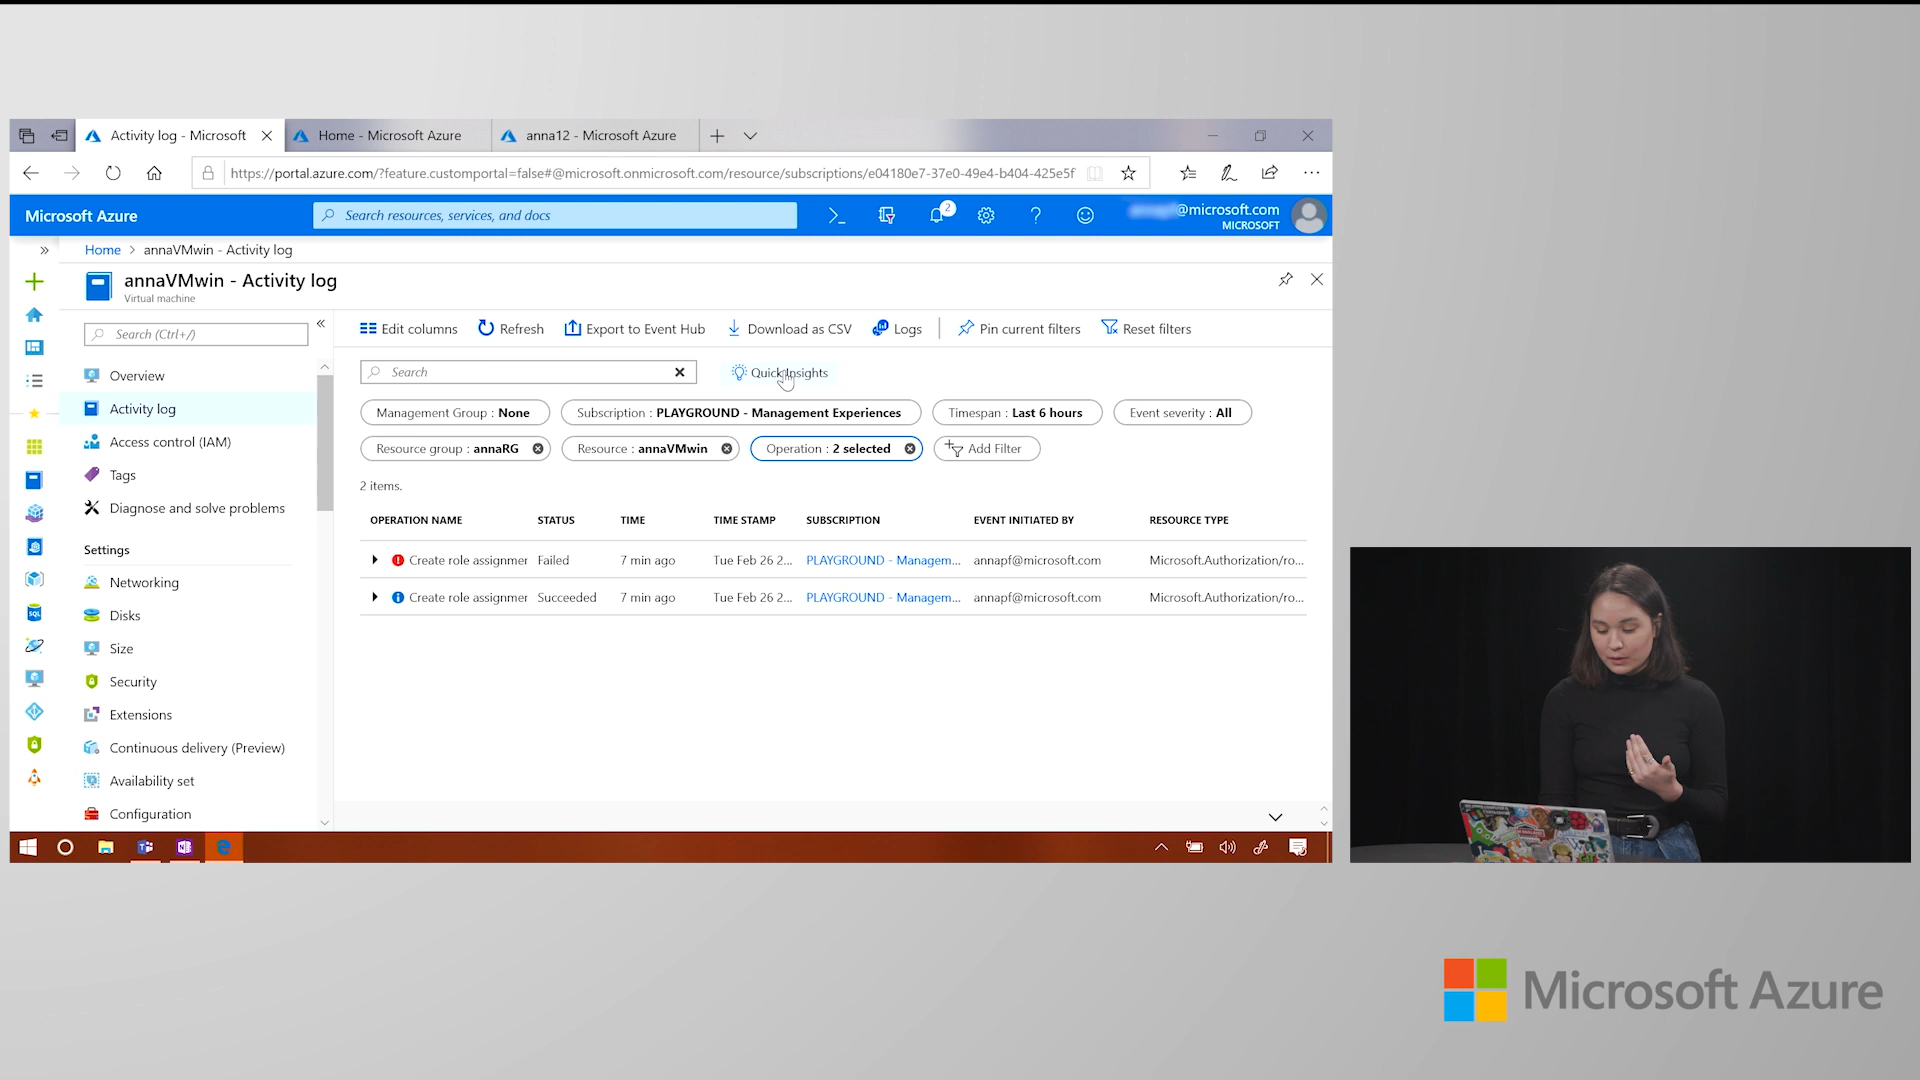 Activity log - Microsoft
Home - Microsoft Azure
anna12 - Microsoft Azure
https://portal.azure.com/?feature.customportal=false#@microsoft.onmicrosoft.com/resource/subscriptions/e04180e7-37e0-49e4-b404-425e5f
Microsoft Azure
Search resources, services, and docs
2
@microsoft.com
MICROSOFT
Home > annaVMwin - Activity log
annaVMwin - Activity log
Virtual machine
Search (Ctrl+/)
Overview
Activity log
Access control (IAM)
Tags
Diagnose and solve problems
Settings
Networking
Disks
Size
Security
Extensions
Continuous delivery (Preview)
Availability set
Configuration
Edit columns
Refresh
Export to Event Hub
Download as CSV
Logs
Pin current filters
Reset filters
Search
Quick Insights
Management Group : None
Subscription : PLAYGROUND - Management Experiences
Timespan : Last 6 hours
Event severity : All
Resource group : annaRG
Resource : annaVMwin
Operation : 2 selected
Add Filter
2 items.
OPERATION NAME STATUS TIME TIME STAMP SUBSCRIPTION EVENT INITIATED BY RESOURCE TYPE
Create role assignmer Failed 7 min ago Tue Feb 26 2... PLAYGROUND - Managem... annapf@microsoft.com Microsoft.Authorization/ro...
Create role assignmer Succeeded 7 min ago Tue Feb 26 2... PLAYGROUND - Managem... annapf@microsoft.com Microsoft.Authorization/ro...
SQL
Microsoft Azure